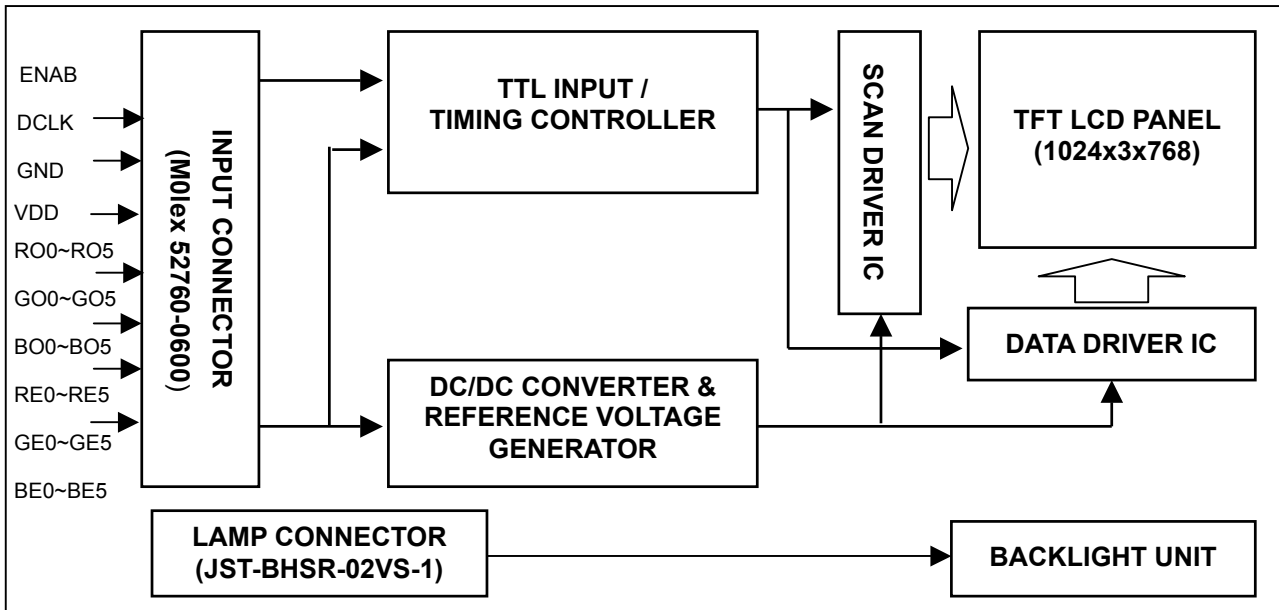 ENAB
DCLK
GND
VDD
RO0~RO5
GO0~GO5
BO0~BO5
RE0~RE5
GE0~GE5
BE0~BE5
INPUT CONNECTOR
(M0lex 52760-0600)
TTL INPUT /
TIMING CONTROLLER
SCAN DRIVER IC
TFT LCD PANEL
(1024x3x768)
DATA DRIVER IC
DC/DC CONVERTER &
REFERENCE VOLTAGE
GENERATOR
LAMP CONNECTOR
(JST-BHSR-02VS-1)
BACKLIGHT UNIT